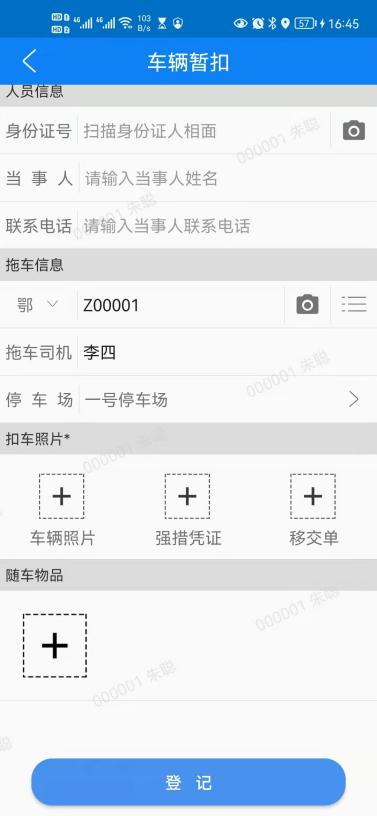 HD 1 HD 2 4G 4G 103 B/s 57 16:45
车辆暂扣
人员信息
身份证号 扫描身份证人相面
000001 朱聪
当 事 人 请输入当事人姓名
000001 朱聪
联系电话 请输入当事人联系电话
拖车信息
鄂 Z00001
拖车司机 李四
000001 朱聪
停 车 场 一号停车场
扣车照片*
000001 朱聪
车辆照片 强措凭证 移交单
随车物品
000001 朱聪
000001 朱聪
登 记